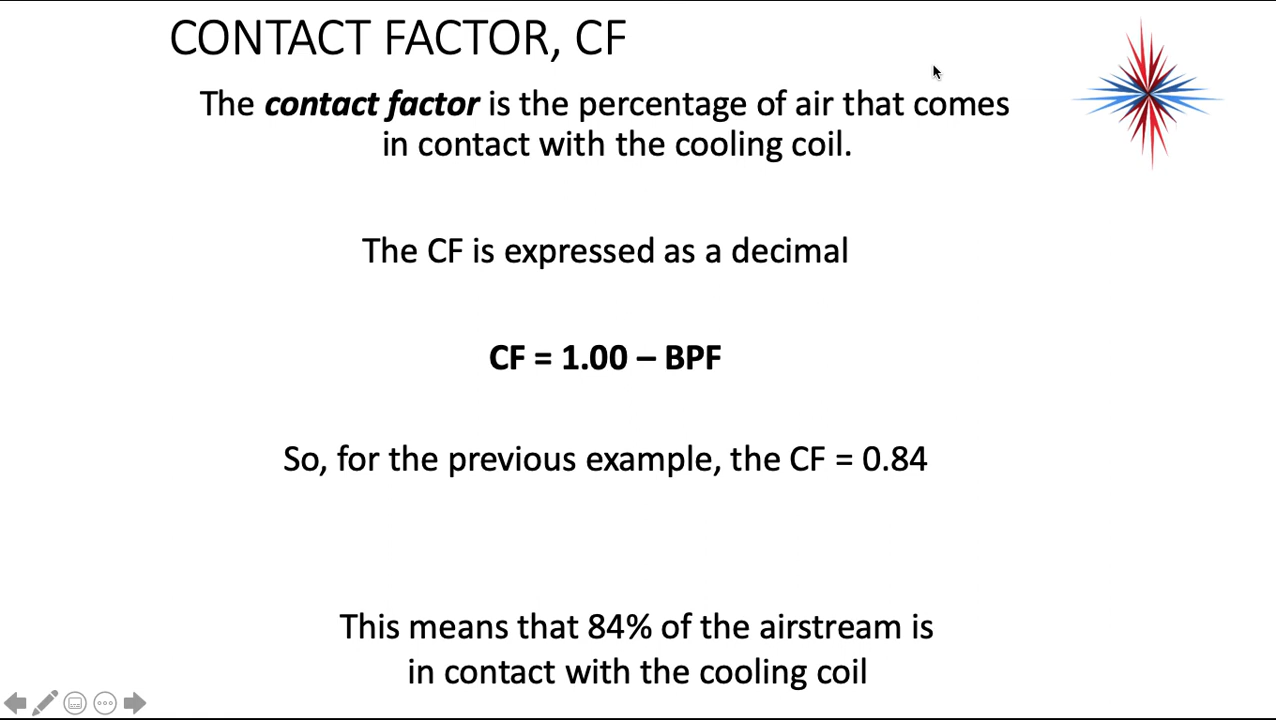 CONTACT FACTOR, CF
The contact factor is the percentage of air that comes
in contact with the cooling coil.
The CF is expressed as a decimal
CF = 1.00 – BPF
So, for the previous example, the CF = 0.84
This means that 84% of the airstream is
in contact with the cooling coil